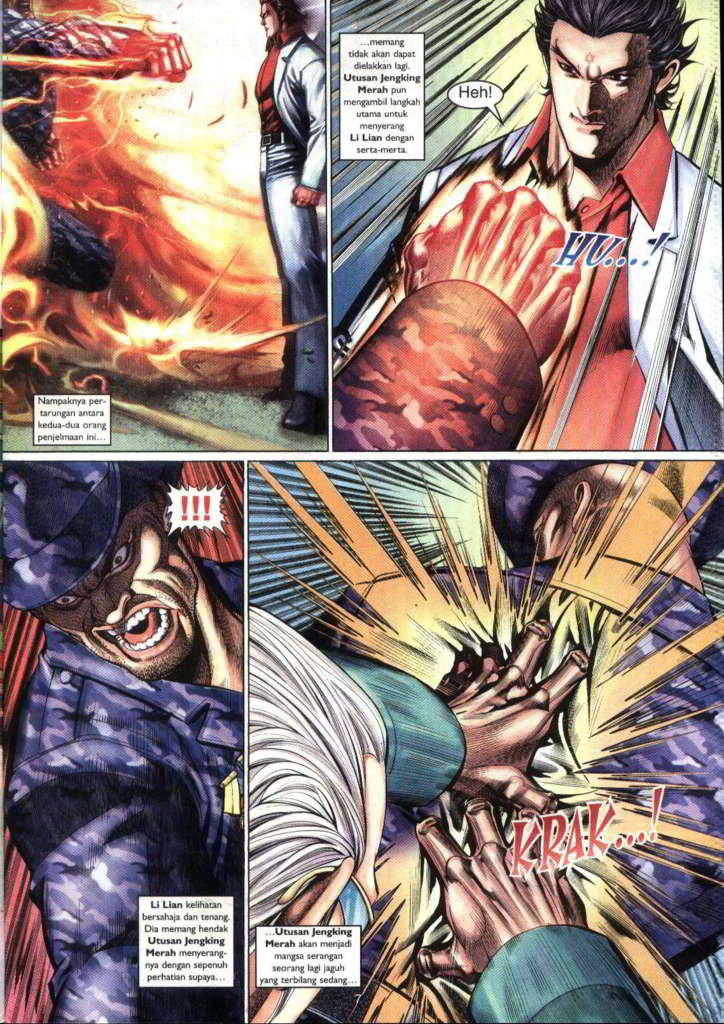 Nampaknya per-
tarungan antara
kedua-dua orang
penjelmaan ini...
...memang
tidak akan dapat
dielakkan lagi.
Utusan Jengking
Merah pun
mengambil langkah
utama untuk
menyerang
Li Lian dengan
serta-merta.
Heh!
HU....!
!!!
Li Lian kelihatan
bersahaja dan tenang.
Dia memang hendak
Utusan Jengking
Merah menyerang-
nya dengan sepenuh
perhatian supaya...
...Utusan Jengking
Merah akan menjadi
mangsa serangan
seorang lagi jaguh
yang terbilang sedang...
KRAK....!
7